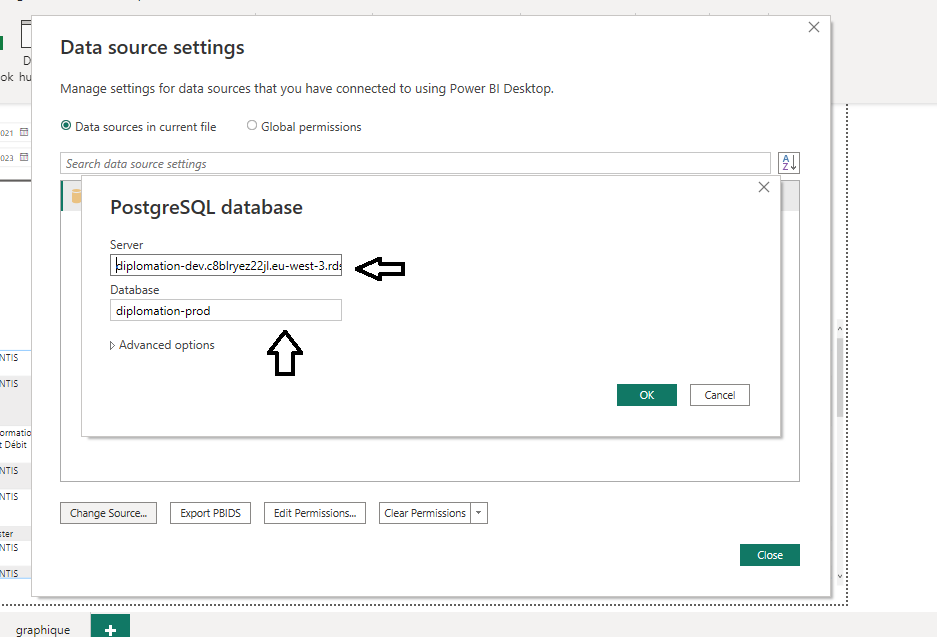 Data source settings
Manage settings for data sources that you have connected to using Power BI Desktop.
Data sources in current file
Global permissions
Search data source settings
PostgreSQL database
Server
diplomation-dev.c8blryez22jl.eu-west-3.rds
Database
diplomation-prod
Advanced options
OK
Cancel
Change Source...
Export PBIDS
Edit Permissions...
Clear Permissions
Close
ok hu
021
023
NTIS
NTIS
ormatio
t Débit
NTIS
NTIS
ster
NTIS
NTIS
graphique